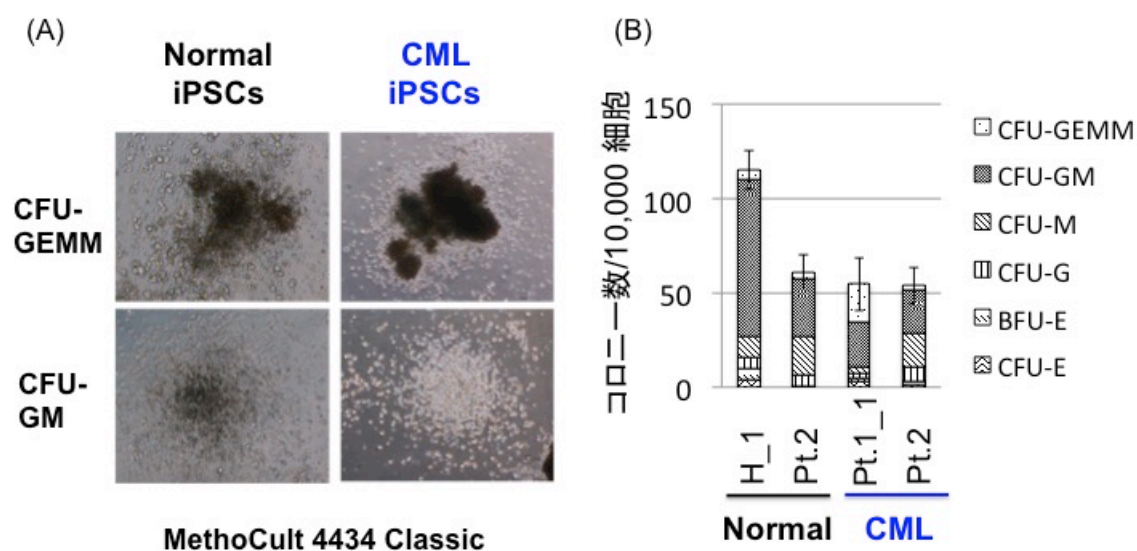 (A)
Normal
iPSCs
CML
iPSCs
CFU-
GEMM
CFU-
GM
MethoCult 4434 Classic
(B)
コロニー数/10,000 細胞
150
100
50
0
H_1
Pt.2
Pt.1_1
Pt.2
Normal
CML
CFU-GEMM
CFU-GM
CFU-M
CFU-G
BFU-E
CFU-E